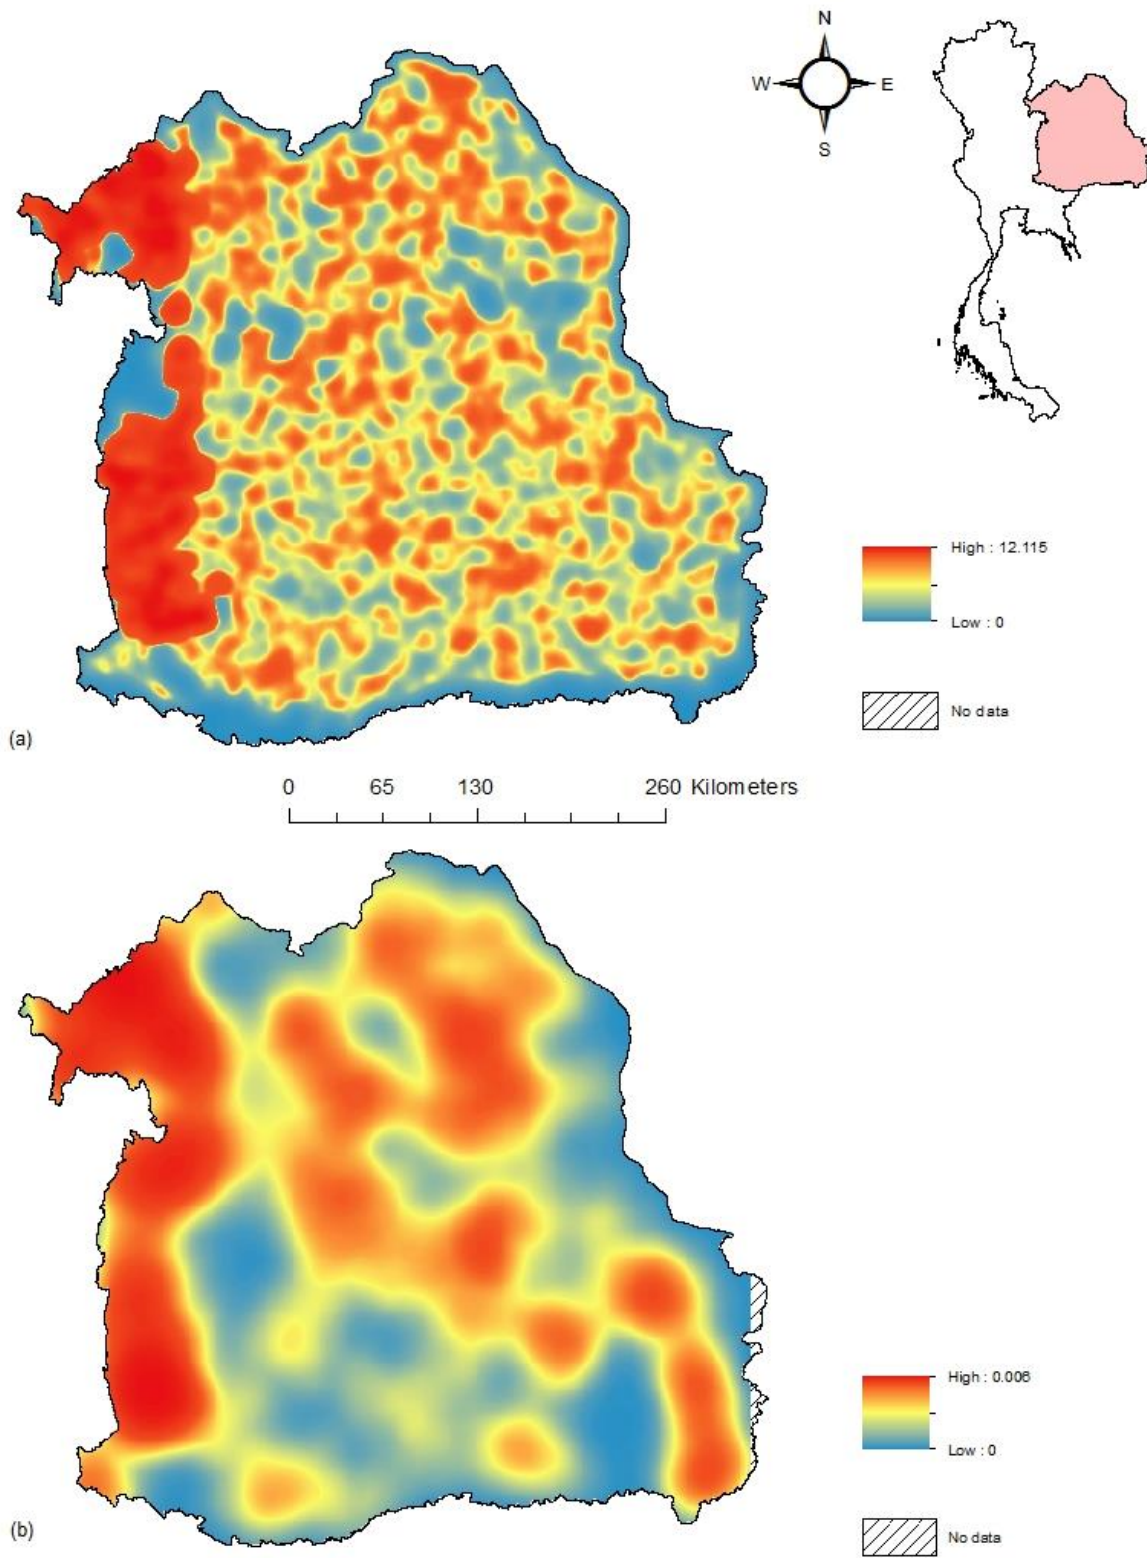 N
W E
S
High : 12.115
Low : 0
No data
(a)
0 65 130 260 Kilometers
High : 0.006
Low : 0
No data
(b)